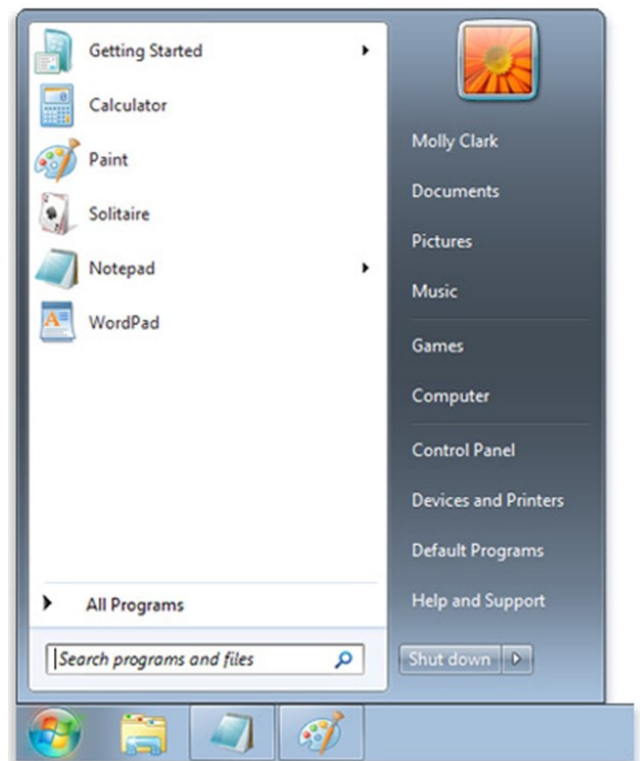 Getting Started
Calculator
Paint
Solitaire
Notepad
WordPad
All Programs
Search programs and files
Molly Clark
Documents
Pictures
Music
Games
Computer
Control Panel
Devices and Printers
Default Programs
Help and Support
Shut down